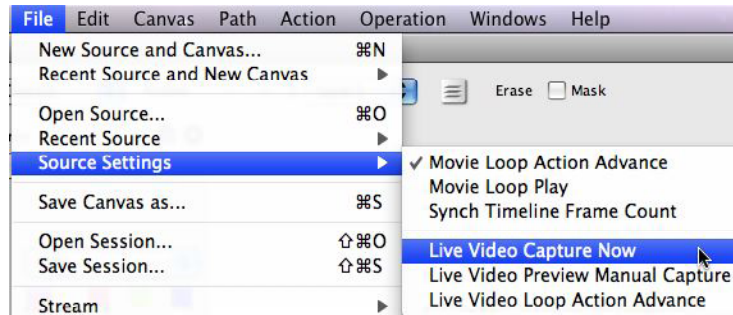 File Edit Canvas Path Action Operation Windows Help
New Source and Canvas... ⌘N
Recent Source and New Canvas ▶
Erase Mask
Open Source... ⌘O
Recent Source ▶
Source Settings ▶
✓ Movie Loop Action Advance
Movie Loop Play
Synch Timeline Frame Count
Live Video Capture Now
Live Video Preview Manual Capture
Live Video Loop Action Advance
Save Canvas as... ⌘S
Open Session... ⇧⌘O
Save Session... ⇧⌘S
Stream ▶